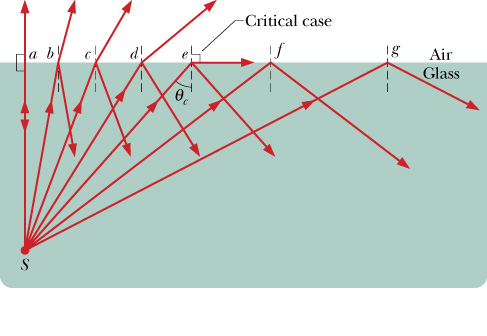 Critical case
a b c d e f g
Air
Glass
θc
S